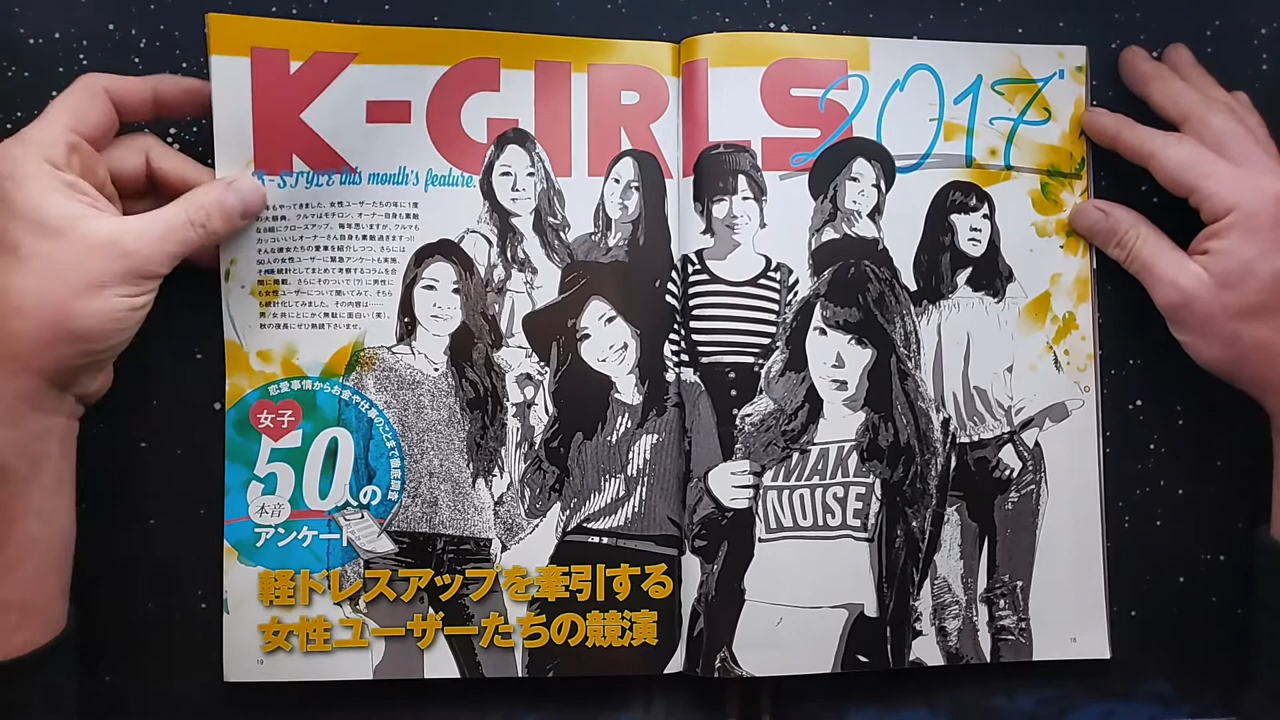 K-GIRLS 2017
K-STYLE this month's feature.
年もやってきました、女性ユーザーたちの年に1度
の大祭典。クルマはモチロン、オーナー自身も素敵
な8組にクローズアップ。毎年思いますが、クルマも
カッコいいしオーナーさん自身も素敵過ぎますっ!!
そんな彼女たちの愛車を紹介しつつ、さらには
50人の女性ユーザーに緊急アンケートも実施、
それを統計としてまとめて考察するコラムを合
間に掲載。さらにそのついで(?)に男性に
も女性ユーザーについて聞いてみて、そちら
も統計化してみました。その内容は……
男/女共にとにかく無駄に面白い(笑)。
秋の夜長にぜひ熟読下さいませ。
恋愛事情からお金や仕事のことまで徹底調査
女子
50人の
本音
アンケート
軽ドレスアップを牽引する
女性ユーザーたちの競演
MAKE
NOISE
19
18